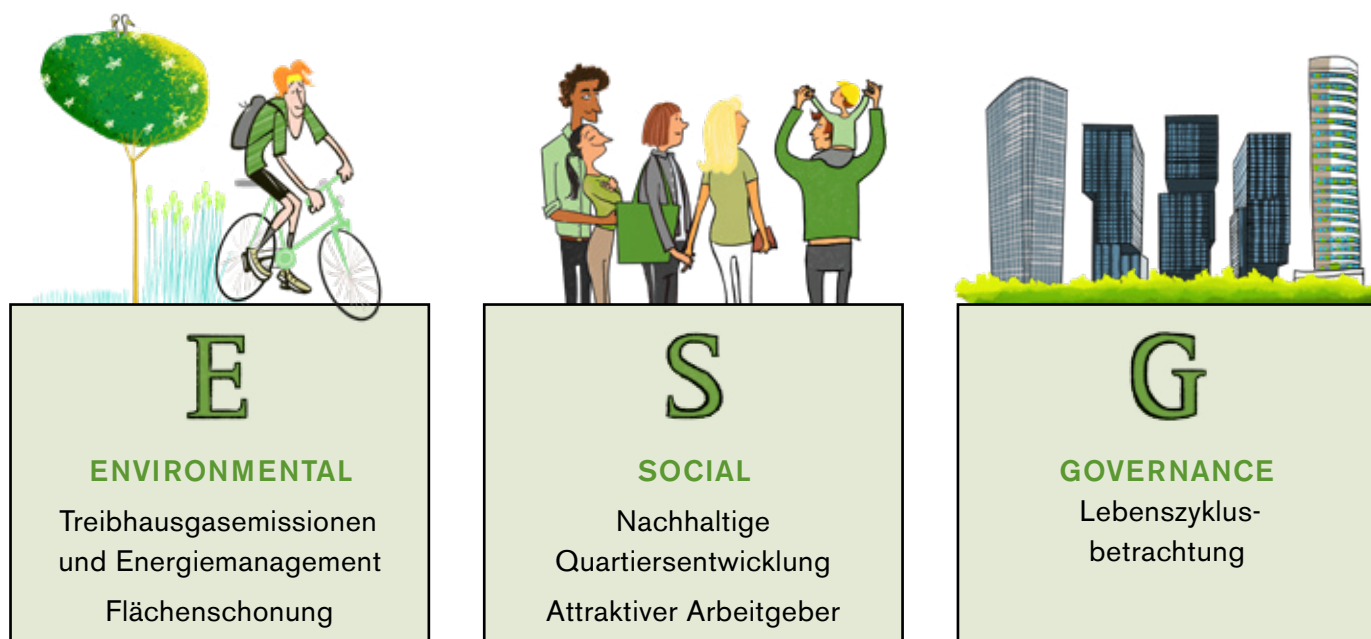 E
ENVIRONMENTAL
Treibhausgasemissionen
und Energiemanagement
Flächenschonung
S
SOCIAL
Nachhaltige
Quartiersentwicklung
Attraktiver Arbeitgeber
G
GOVERNANCE
Lebenszyklus-
betrachtung